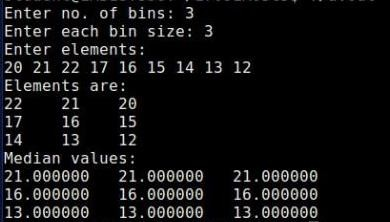 Enter no. of bins: 3
Enter each bin size: 3
Enter elements:
20 21 22 17 16 15 14 13 12
Elements are:
22 21 20
17 16 15
14 13 12
Median values:
21.000000 21.000000 21.000000
16.000000 16.000000 16.000000
13.000000 13.000000 13.000000